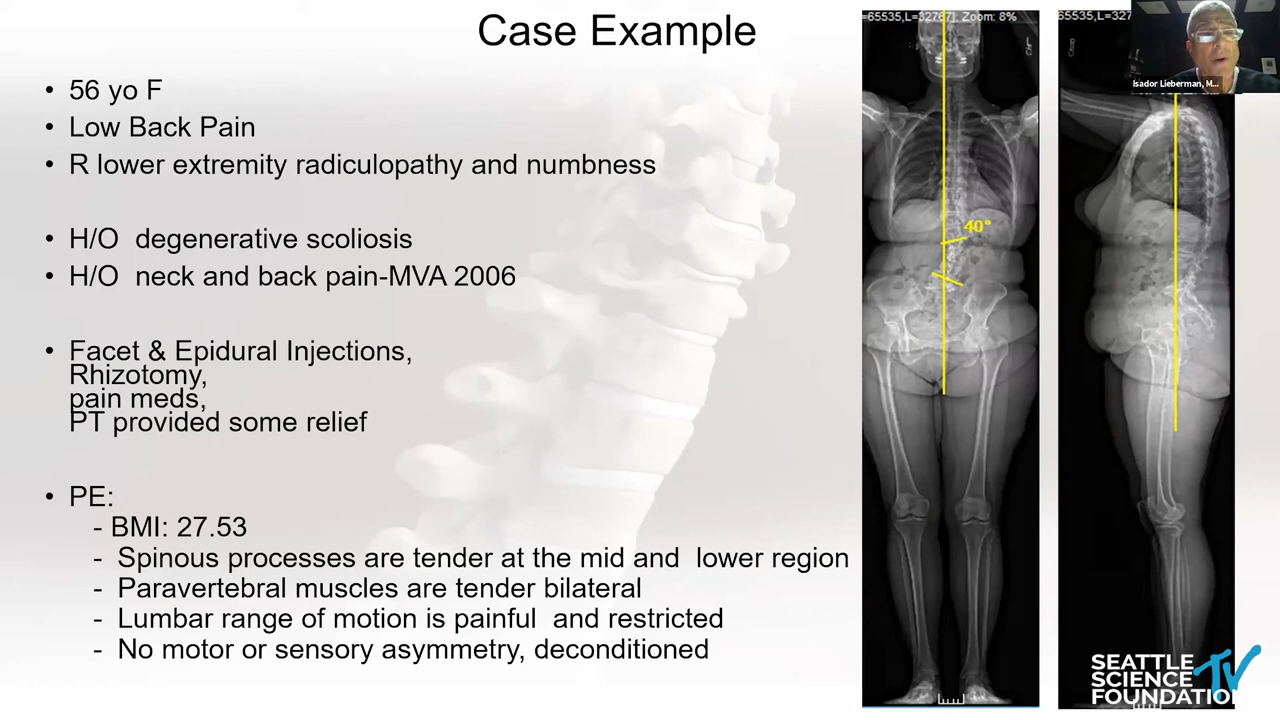 Case Example
• 56 yo F
• Low Back Pain
• R lower extremity radiculopathy and numbness
• H/O degenerative scoliosis
• H/O neck and back pain-MVA 2006
• Facet & Epidural Injections,
Rhizotomy,
pain meds,
PT provided some relief
• PE:
- BMI: 27.53
- Spinous processes are tender at the mid and lower region
- Paravertebral muscles are tender bilateral
- Lumbar range of motion is painful and restricted
- No motor or sensory asymmetry, deconditioned
=65535,L=32767]; Zoom: 8%
40°
65535,L=327
Isador Lieberman, M...
SEATTLE
SCIENCE
FOUNDATION
TV